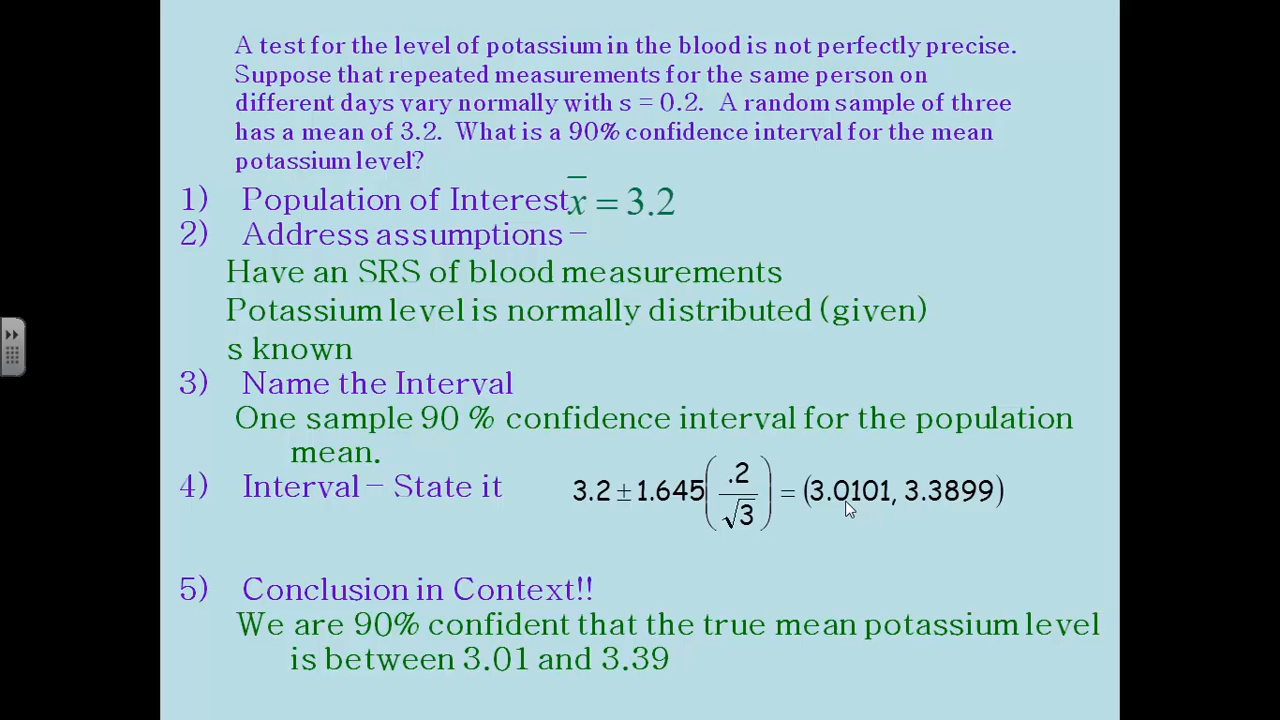 A test for the level of potassium in the blood is not perfectly precise.
Suppose that repeated measurements for the same person on
different days vary normally with s = 0.2. A random sample of three
has a mean of 3.2. What is a 90% confidence interval for the mean
potassium level?
1) Population of Interest x̅ = 3.2
2) Address assumptions –
Have an SRS of blood measurements
Potassium level is normally distributed (given)
s known
3) Name the Interval
One sample 90 % confidence interval for the population
mean.
4) Interval – State it 3.2 ± 1.645(.2/√3) = (3.0101, 3.3899)
5) Conclusion in Context!!
We are 90% confident that the true mean potassium level
is between 3.01 and 3.39